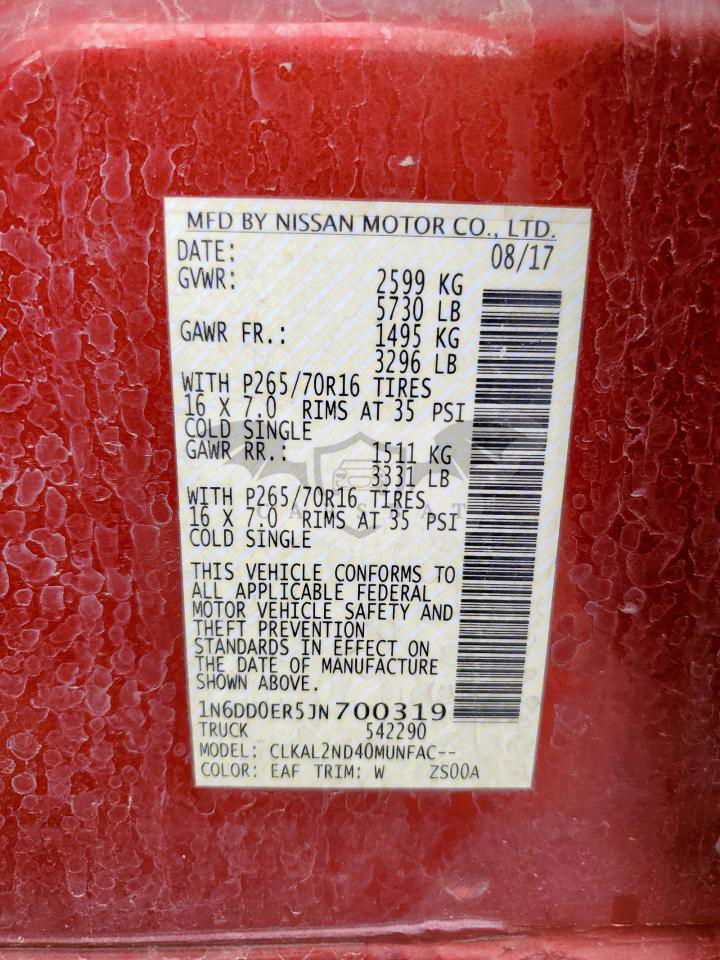 MFD BY NISSAN MOTOR CO., LTD.
DATE: 08/17
GVWR: 2599 KG
5730 LB
GAWR FR.: 1495 KG
3296 LB
WITH P265/70R16 TIRES
16 X 7.0 RIMS AT 35 PSI
COLD SINGLE
GAWR RR.: 1511 KG
3331 LB
WITH P265/70R16 TIRES
16 X 7.0 RIMS AT 35 PSI
COLD SINGLE
THIS VEHICLE CONFORMS TO
ALL APPLICABLE FEDERAL
MOTOR VEHICLE SAFETY AND
THEFT PREVENTION
STANDARDS IN EFFECT ON
THE DATE OF MANUFACTURE
SHOWN ABOVE.
1N6DD0ER5JN700319
TRUCK 542290
MODEL: CLKAL2ND40MUNFAC--
COLOR: EAF TRIM: W ZS00A